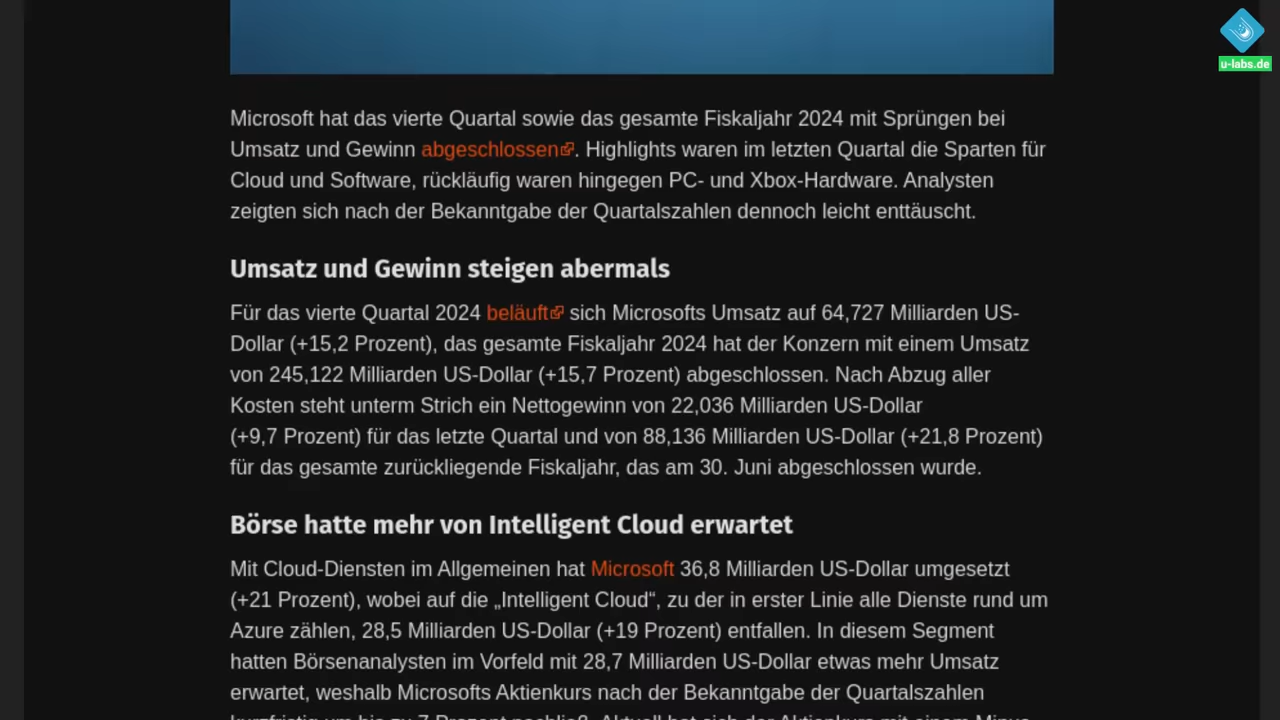 u-labs.de
Microsoft hat das vierte Quartal sowie das gesamte Fiskaljahr 2024 mit Sprüngen bei
Umsatz und Gewinn abgeschlossen. Highlights waren im letzten Quartal die Sparten für
Cloud und Software, rückläufig waren hingegen PC- und Xbox-Hardware. Analysten
zeigten sich nach der Bekanntgabe der Quartalszahlen dennoch leicht enttäuscht.
Umsatz und Gewinn steigen abermals
Für das vierte Quartal 2024 beläuft sich Microsofts Umsatz auf 64,727 Milliarden US-
Dollar (+15,2 Prozent), das gesamte Fiskaljahr 2024 hat der Konzern mit einem Umsatz
von 245,122 Milliarden US-Dollar (+15,7 Prozent) abgeschlossen. Nach Abzug aller
Kosten steht unterm Strich ein Nettogewinn von 22,036 Milliarden US-Dollar
(+9,7 Prozent) für das letzte Quartal und von 88,136 Milliarden US-Dollar (+21,8 Prozent)
für das gesamte zurückliegende Fiskaljahr, das am 30. Juni abgeschlossen wurde.
Börse hatte mehr von Intelligent Cloud erwartet
Mit Cloud-Diensten im Allgemeinen hat Microsoft 36,8 Milliarden US-Dollar umgesetzt
(+21 Prozent), wobei auf die „Intelligent Cloud“, zu der in erster Linie alle Dienste rund um
Azure zählen, 28,5 Milliarden US-Dollar (+19 Prozent) entfallen. In diesem Segment
hatten Börsenanalysten im Vorfeld mit 28,7 Milliarden US-Dollar etwas mehr Umsatz
erwartet, weshalb Microsofts Aktienkurs nach der Bekanntgabe der Quartalszahlen